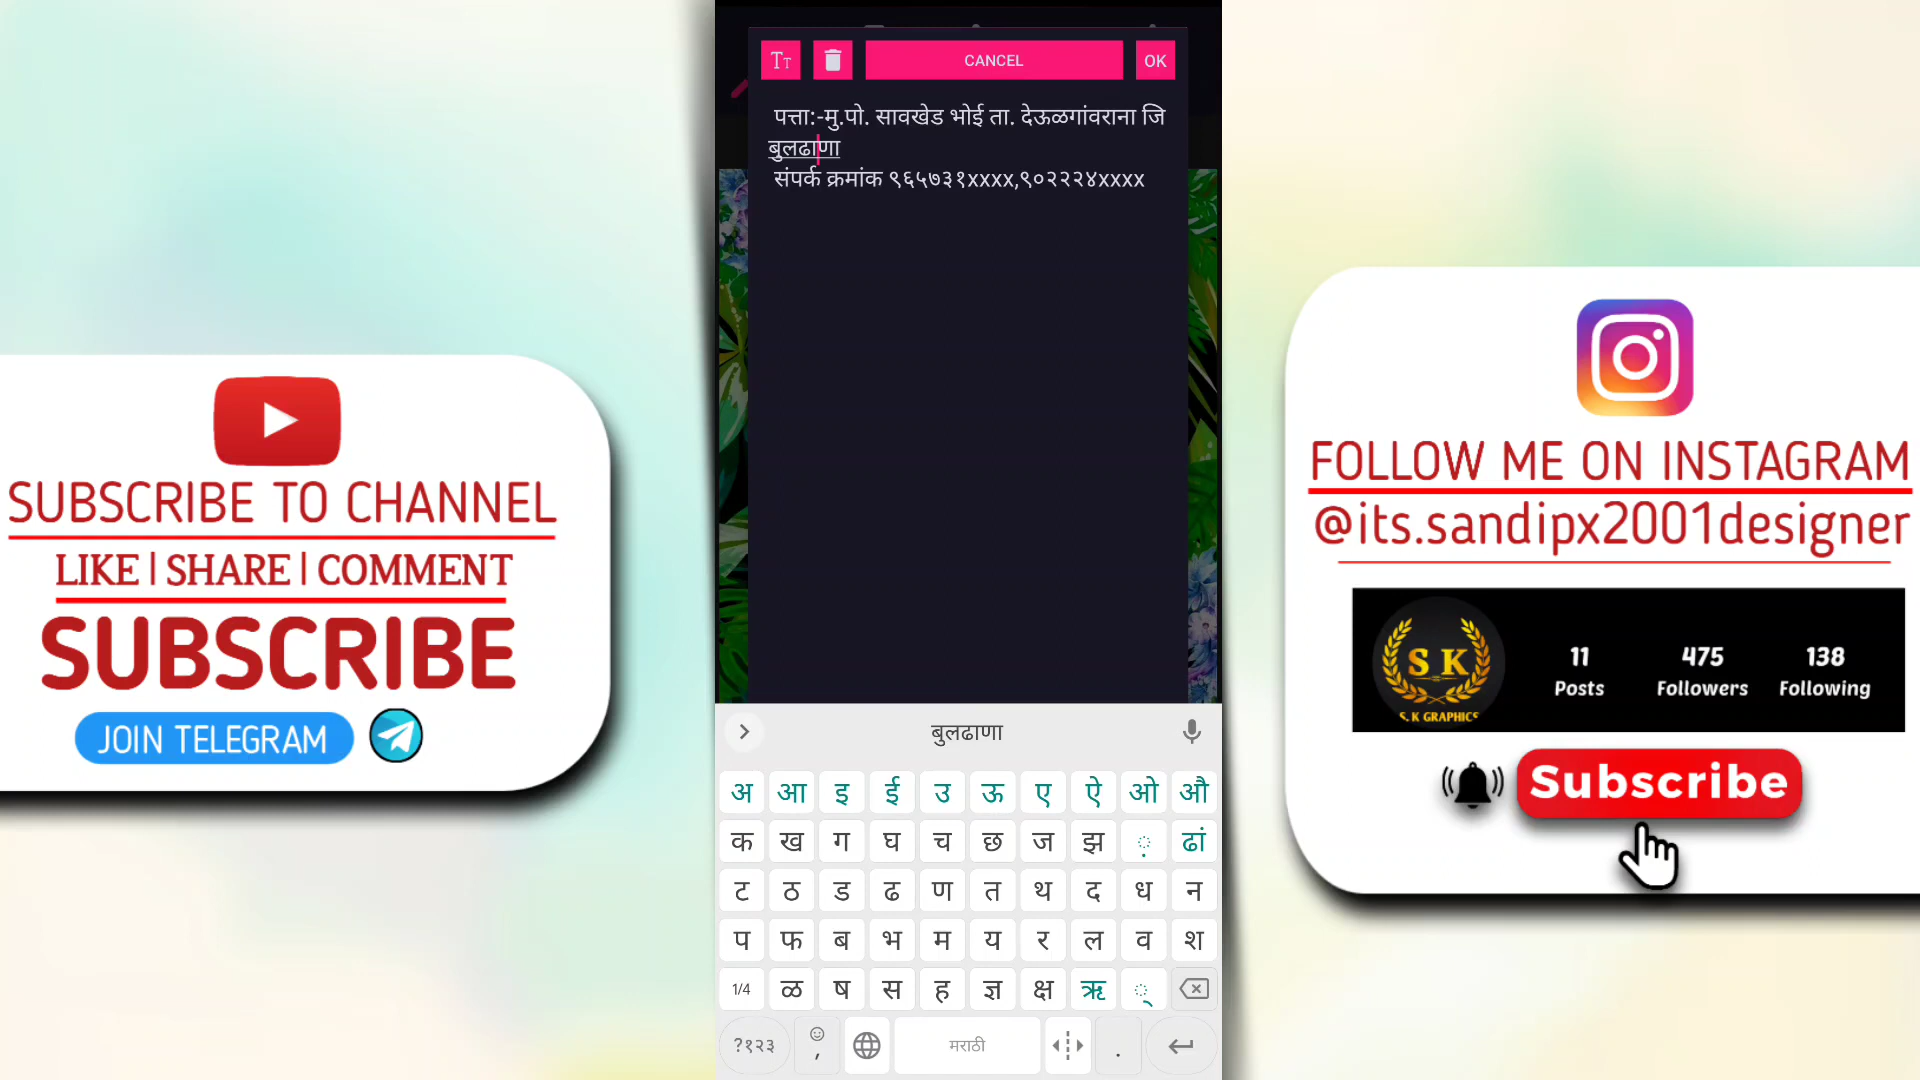 CANCEL
OK
पत्ता:-मु.पो. सावखेड भोई ता. देऊळगांवराना जि
बुलढाणा
संपर्क क्रमांक ९६५७३१xxxx,९०२२२४xxxx
SUBSCRIBE TO CHANNEL
LIKE | SHARE | COMMENT
SUBSCRIBE
JOIN TELEGRAM
FOLLOW ME ON INSTAGRAM
@its.sandipx2001designer
S K
S. K GRAPHICS
11 475 138
Posts Followers Following
Subscribe
बुलढाणा
अ आ इ ई उ ऊ ए ऐ ओ औ
क ख ग घ च छ ज झ ़ ढां
ट ठ ड ढ ण त थ द ध न
प फ ब भ म य र ल व श
1/4 ळ ष स ह ज्ञ क्ष ऋ ्
?१२३ , मराठी .